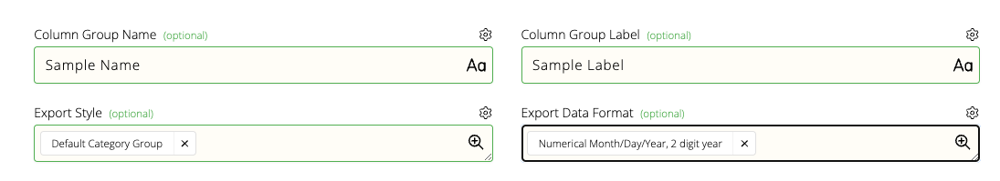 Column Group Name (optional)
Column Group Label (optional)
Sample Name Aa
Sample Label Aa
Export Style (optional)
Export Data Format (optional)
Default Category Group ×
Numerical Month/Day/Year, 2 digit year ×